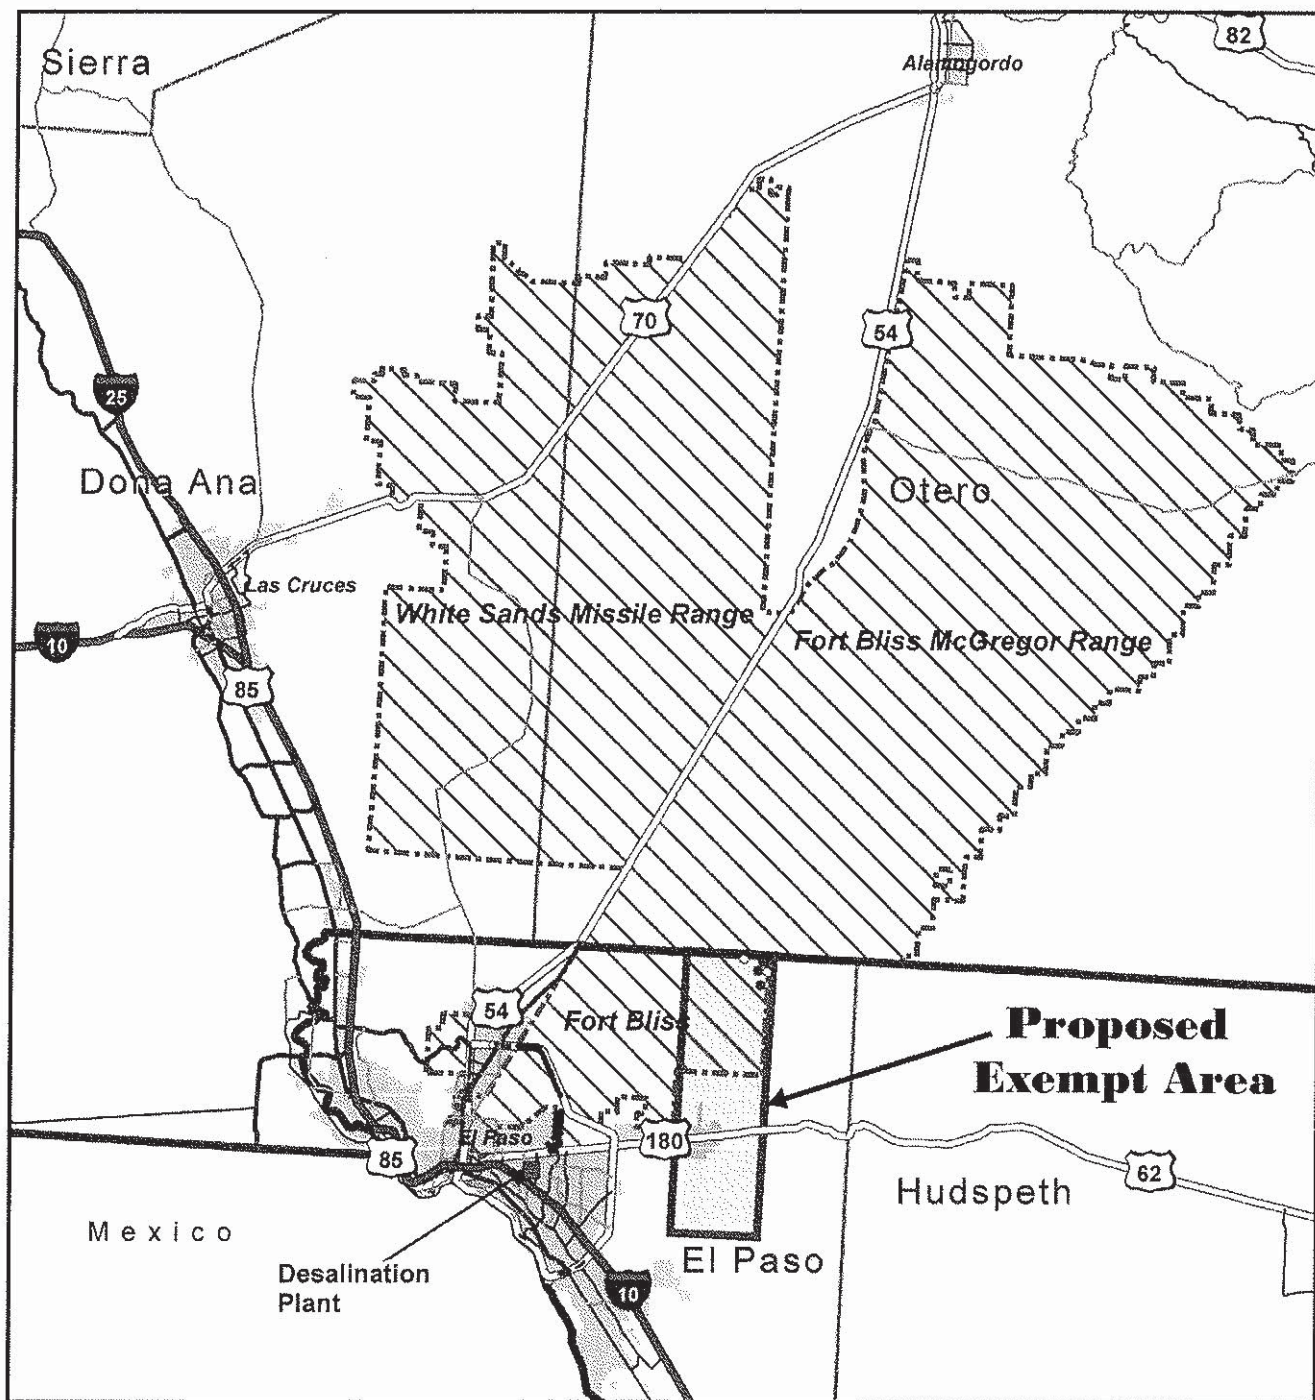 Sierra
82
Alamogordo
70
54
25
Dona Ana
Otero
Las Cruces
White Sands Missile Range
10
Fort Bliss McGregor Range
85
54
Fort Bliss
Proposed
Exempt Area
El Paso
180
85
62
Hudspeth
Mexico
El Paso
Desalination
Plant
10